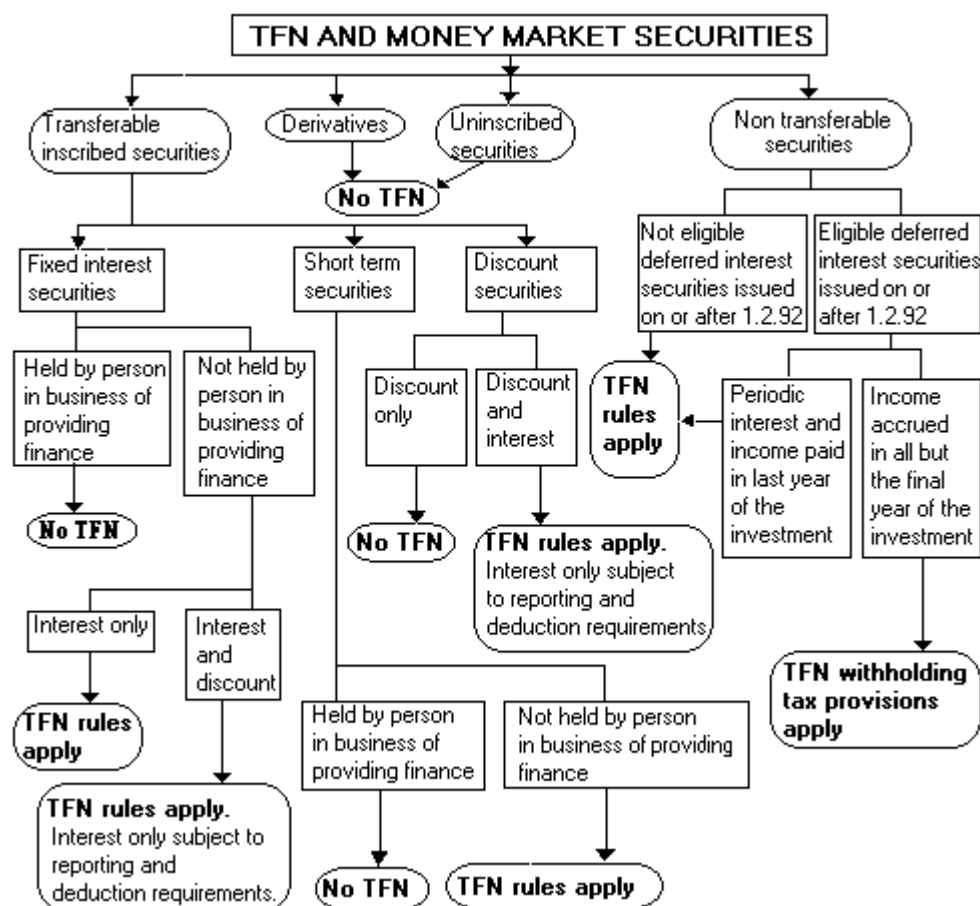 TFN AND MONEY MARKET SECURITIES
Transferable
inscribed securities
Derivatives
Uninscribed
securities
Non transferable
securities
No TFN
Fixed interest
securities
Short term
securities
Discount
securities
Not eligible
deferred interest
securities issued
on or after 1.2.92
Eligible deferred
interest securities
issued on or
after 1.2.92
Held by person
in business of
providing
finance
Not held by
person in
business of
providing
finance
Discount
only
Discount
and
interest
TFN
rules
apply
Periodic
interest and
income paid
in last year
of the
investment
Income
accrued
in all but
the final
year of the
investment
No TFN
No TFN
TFN rules apply.
Interest only subject
to reporting and
deduction requirements
Interest only
Interest
and
discount
TFN withholding
tax provisions
apply
TFN rules
apply
Held by person
in business of
providing finance
Not held by person
in business of providing
finance
TFN rules apply.
Interest only subject to
reporting and
deduction requirements.
No TFN
TFN rules apply